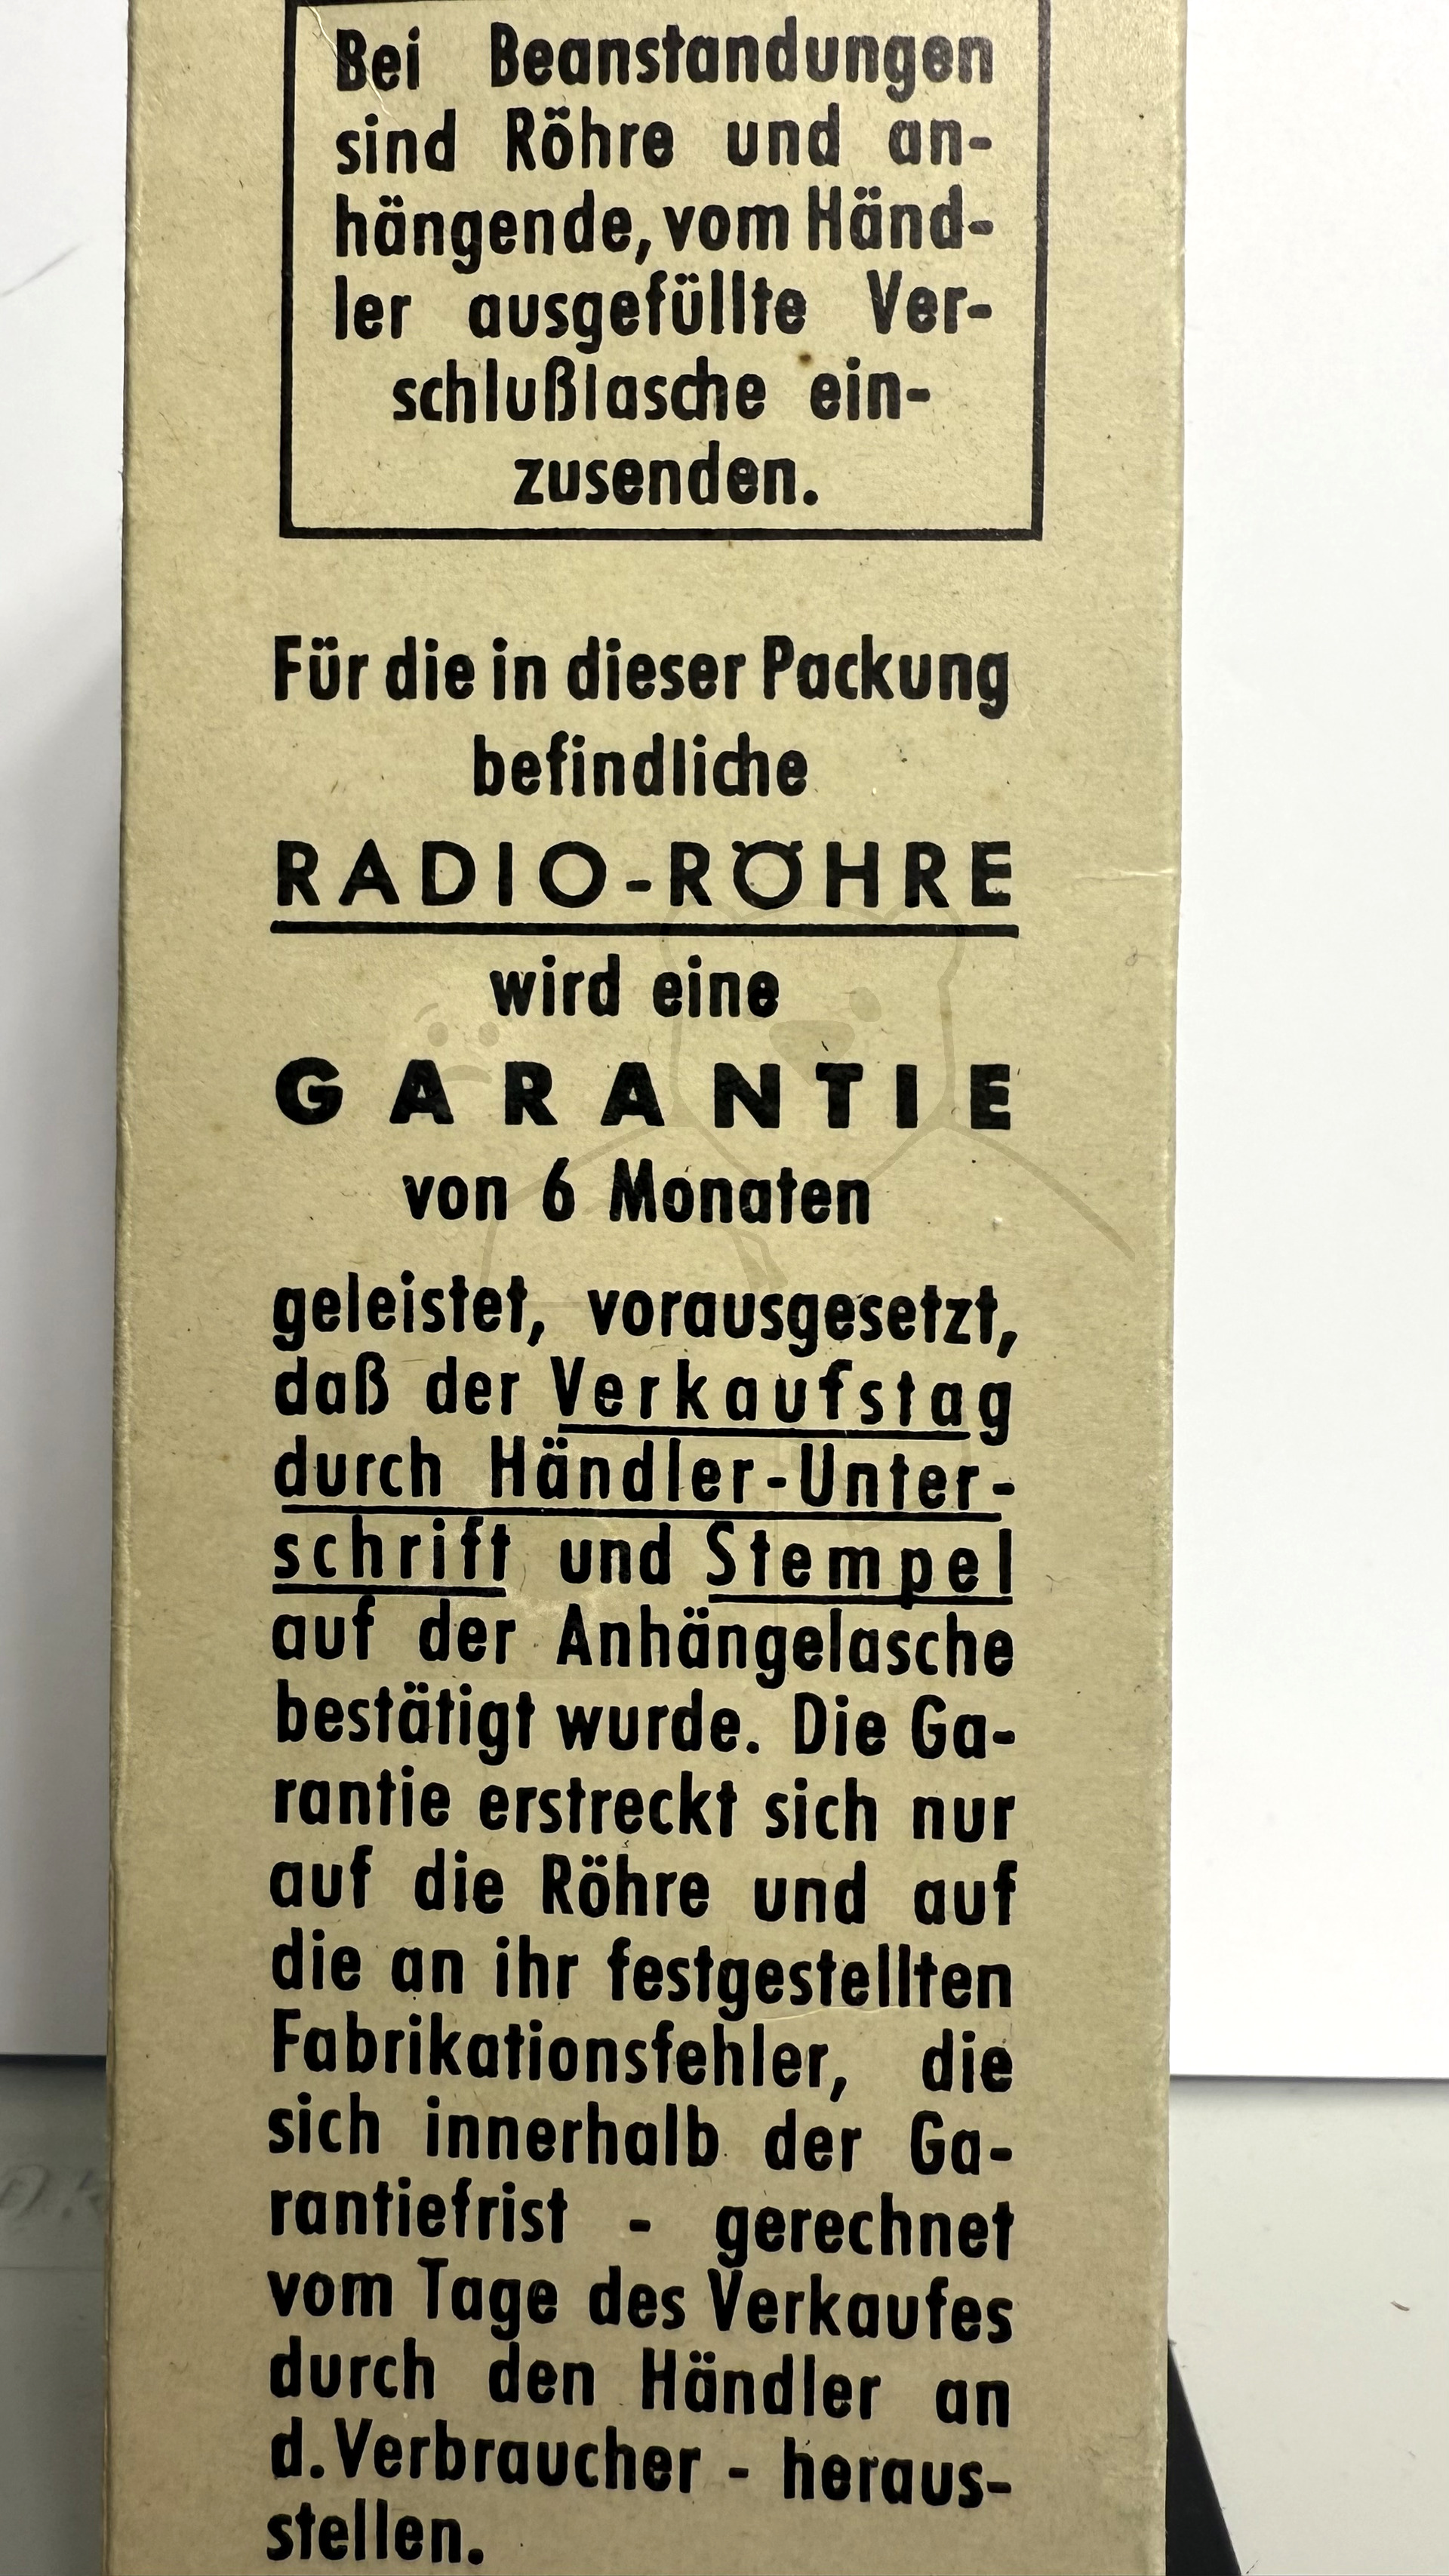 Bei Beanstandungen
sind Röhre und an-
hängende, vom Händ-
ler ausgefüllte Ver-
schlußlasche ein-
zusenden.
Für die in dieser Packung
befindliche
RADIO-RÖHRE
wird eine
GARANTIE
von 6 Monaten
geleistet, vorausgesetzt,
daß der Verkaufstag
durch Händler-Unter-
schrift und Stempel
auf der Anhängelasche
bestätigt wurde. Die Ga-
rantie erstreckt sich nur
auf die Röhre und auf
die an ihr festgestellten
Fabrikationsfehler, die
sich innerhalb der Ga-
rantiefrist - gerechnet
vom Tage des Verkaufes
durch den Händler an
d. Verbraucher - heraus-
stellen.